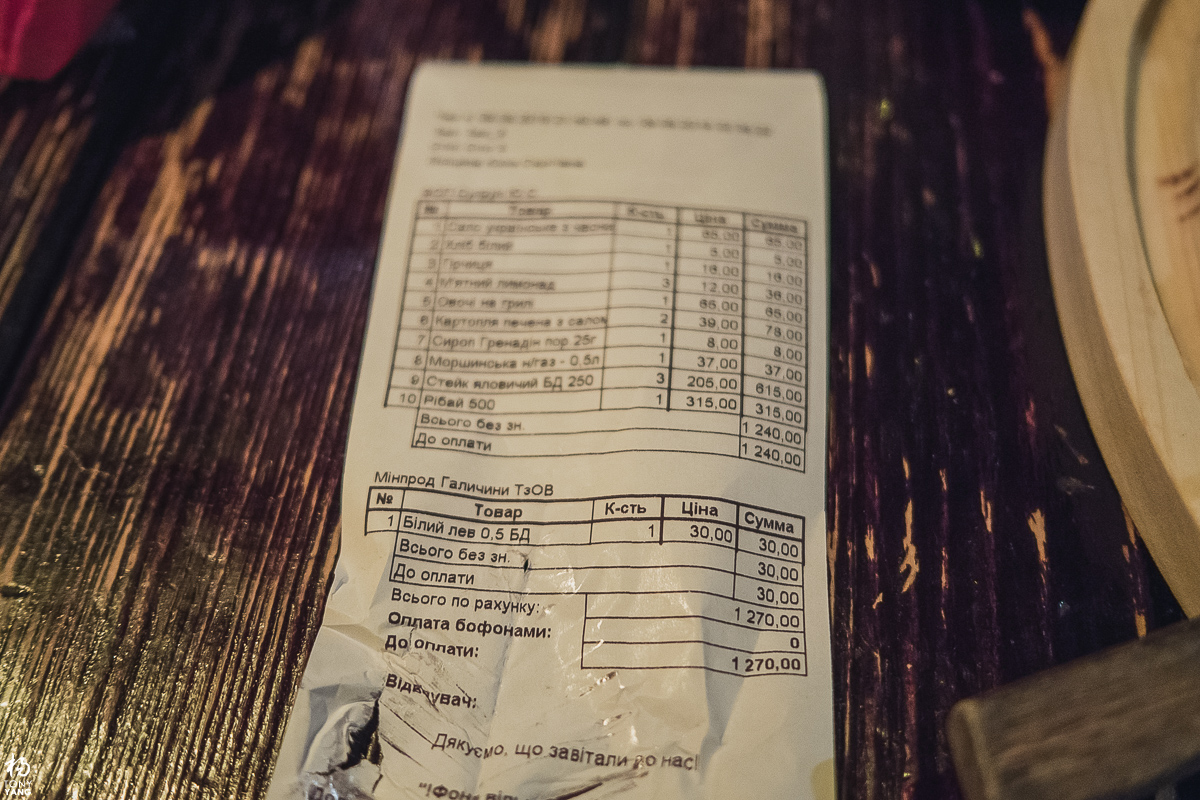 № Товар К-сть Ціна Сумма
1 Сало українське з часни 1 65,00 65,00
2 Хліб білий 1 5,00 5,00
3 Гірчиця 1 16,00 16,00
4 М'ятний лимонад 3 12,00 36,00
5 Овочі на грилі 1 65,00 65,00
6 Картопля печена з салом 2 39,00 78,00
7 Сироп Гренадін пор 25г 1 8,00 8,00
8 Моршинська н/газ - 0,5л 1 37,00 37,00
9 Стейк яловичий БД 250 3 205,00 615,00
10 Рібай 500 1 315,00 315,00
Всього без зн. 1 240,00
До оплати 1 240,00
Мінпрод Галичини ТзОВ
№ Товар К-сть Ціна Сумма
1 Білий лев 0,5 БД 1 30,00 30,00
Всього без зн. 30,00
До оплати 30,00
Всього по рахунку: 1 270,00
Оплата бофонами: 0
До оплати: 1 270,00
Відвідувач:
Дякуємо, що завітали до нас!
TONY
YANG